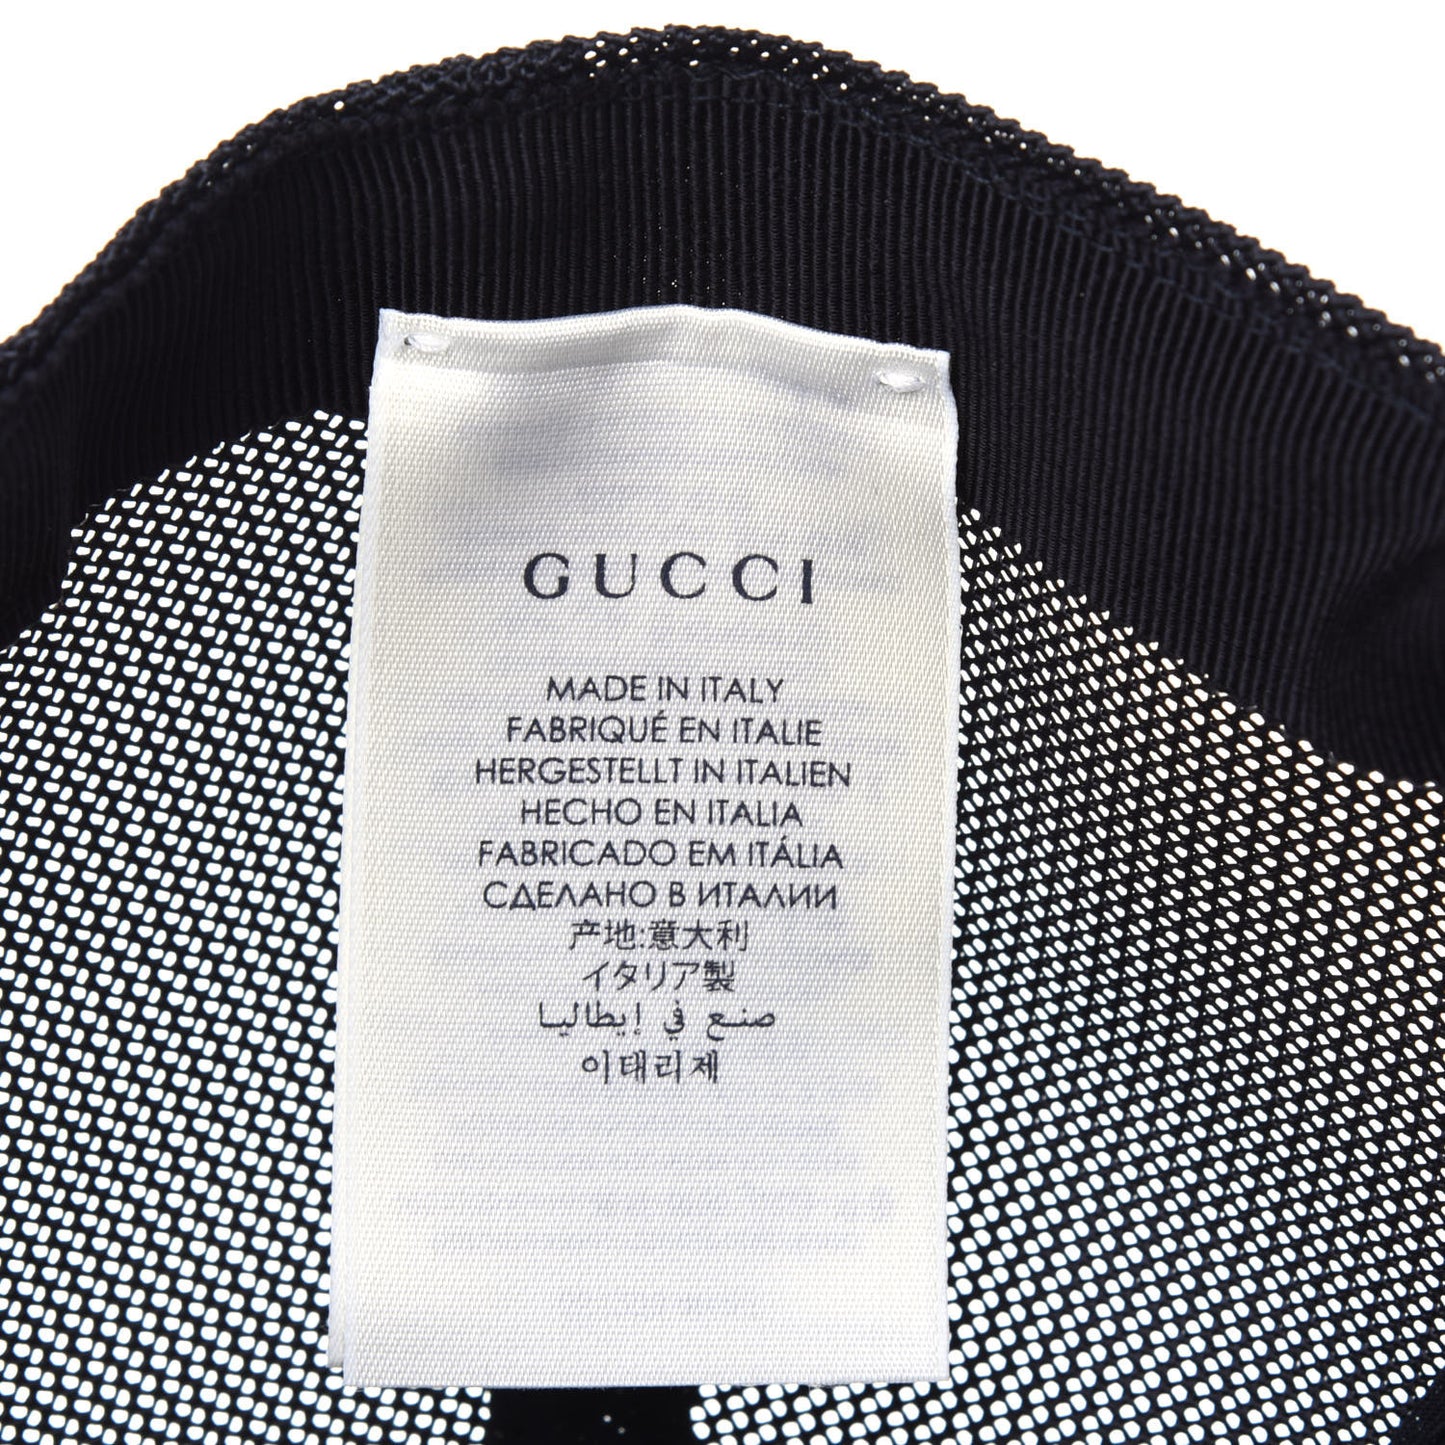 GUCCI
MADE IN ITALY
FABRIQUÉ EN ITALIE
HERGESTELLT IN ITALIEN
HECHO EN ITALIA
FABRICADO EM ITÁLIA
СДЕЛАНО В ИТАЛИИ
产地:意大利
イタリア製
صنع في إيطاليا
이태리제